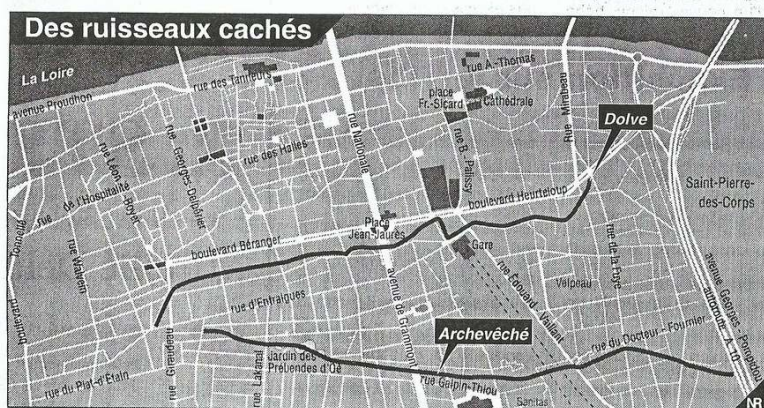 Des ruisseaux cachés
La Loire
avenue Proudhon
rue des Tanneurs
rue A.-Thomas
place
Fr.-Sicard
Cathédrale
Rue Mirabeau
Dolve
rue Nationale
rue B. Palissy
rue des Halles
rue Georges-Delpérier
rue Léon Boyer
rue de l'Hospitalité
rue Walvein
boulevard Tonnellé
boulevard Heurteloup
Saint-Pierre-
des-Corps
Place
Jean-Jaurès
boulevard Béranger
Gare
rue de la Fuye
Velpeau
rue Édouard Vaillant
avenue de Grammont
rue d'Entraigues
avenue Georges-Pompidou
autoroute A 10
Archevêché
rue du Docteur-Fournier
rue Giraudeau
rue Lakanal
Jardin des
Prébendes d'Oé
rue du Plat-d'Étain
rue Galpin-Thiou
Sanitas
NR